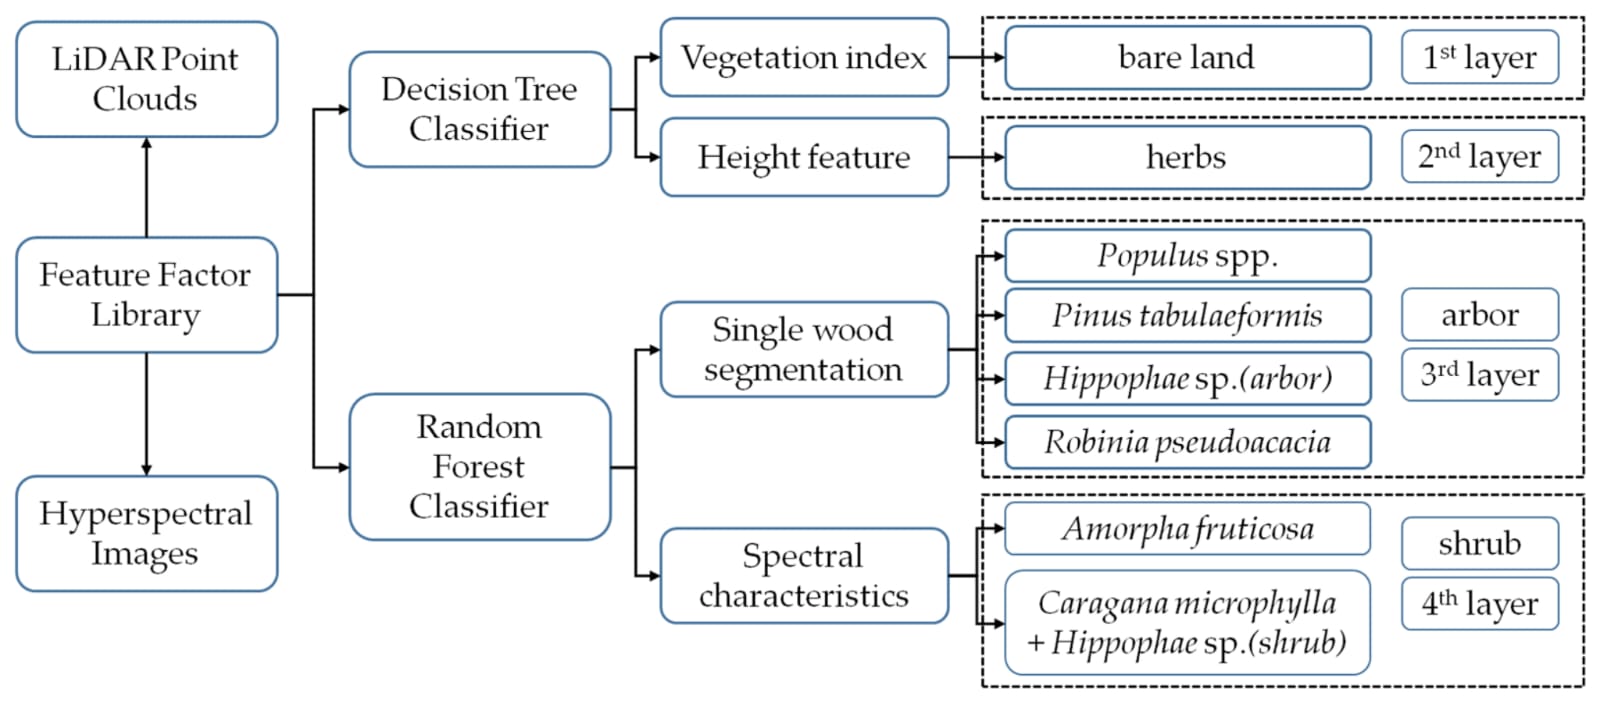 LiDAR Point
Clouds
Feature Factor
Library
Hyperspectral
Images
Decision Tree
Classifier
Random
Forest
Classifier
Vegetation index
Height feature
Single wood
segmentation
Spectral
characteristics
bare land
1st layer
herbs
2nd layer
Populus spp.
Pinus tabulaeformis
Hippophae sp.(arbor)
Robinia pseudoacacia
arbor
3rd layer
Amorpha fruticosa
Caragana microphylla
+ Hippophae sp.(shrub)
shrub
4th layer